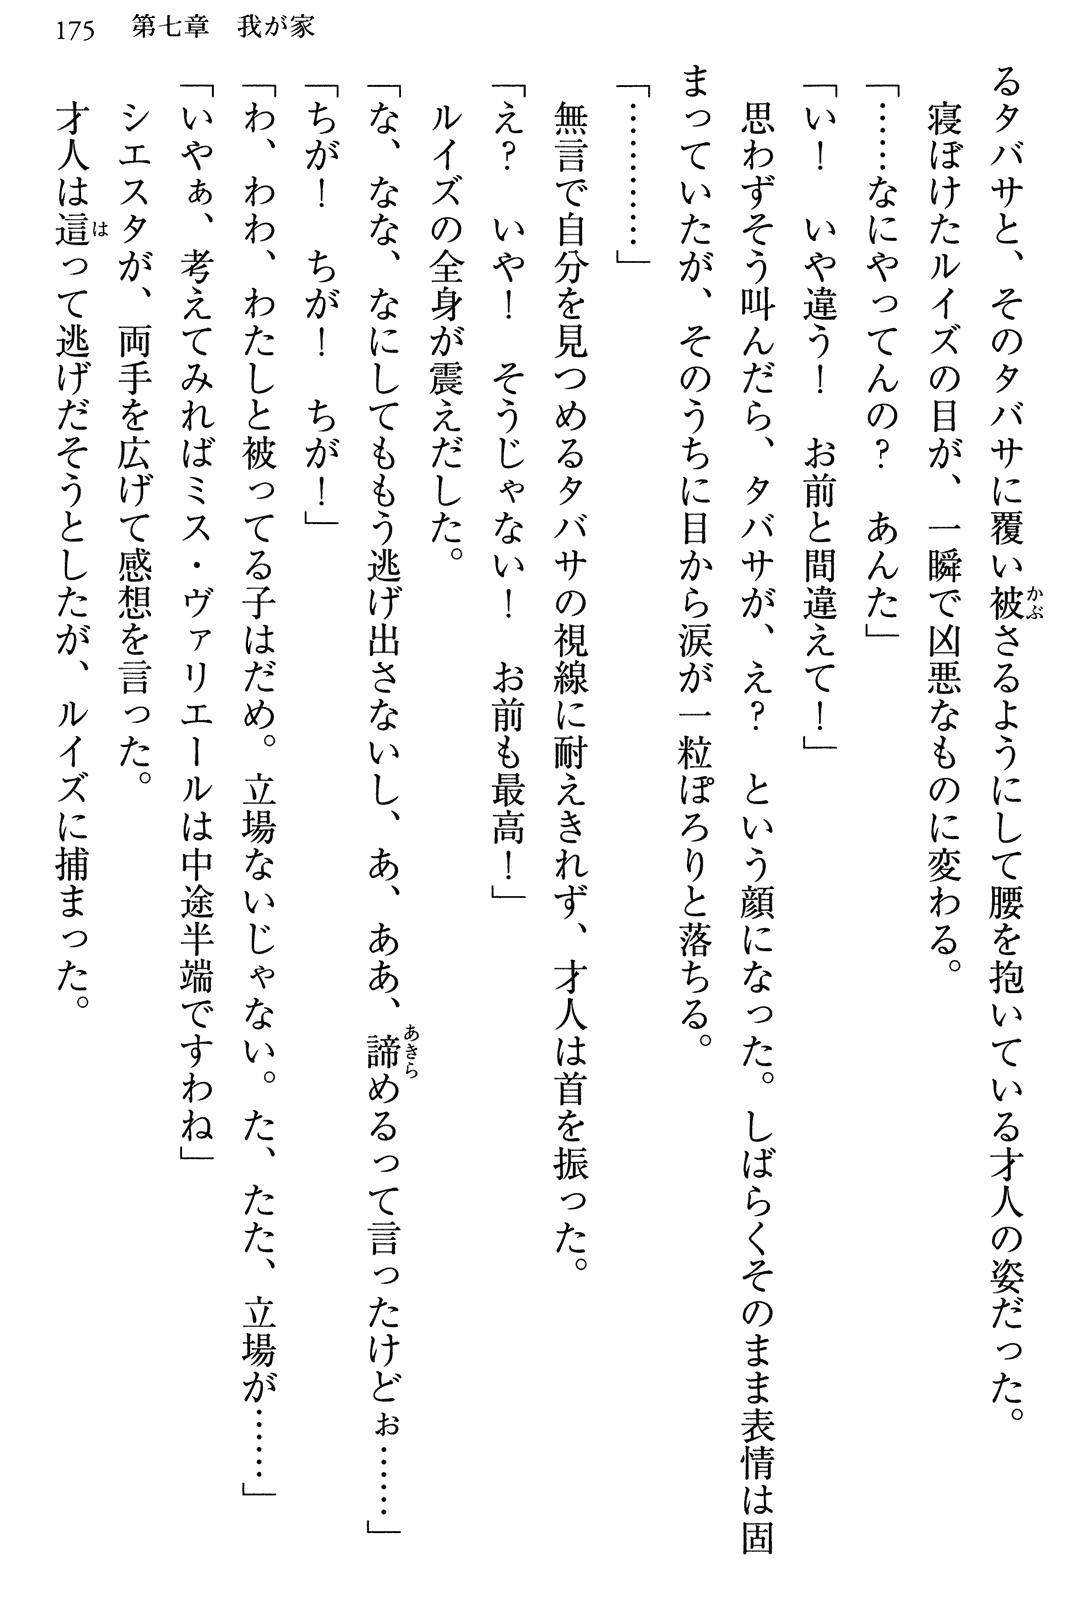 175 第七章 我が家
るタバサと、そのタバサに覆い被さるようにして腰を抱いている才人の姿だった。
寝ぼけたルイズの目が、一瞬で凶悪なものに変わる。
「……なにやってんの? あんた」
「い! いや違う! お前と間違えて!」
思わずそう叫んだら、タバサが、え? という顔になった。しばらくそのまま表情は固
まっていたが、そのうちに目から涙が一粒ぽろりと落ちる。
「…………」
無言で自分を見つめるタバサの視線に耐えきれず、才人は首を振った。
「え? いや! そうじゃない! お前も最高!」
ルイズの全身が震えだした。
「な、なな、なにしてももう逃げ出さないし、あ、ああ、諦めるって言ったけどぉ……」
「ちが! ちが! ちが!」
「わ、わわ、わたしと被ってる子はだめ。立場ないじゃない。た、たた、立場が……」
「いやぁ、考えてみればミス・ヴァリエールは中途半端ですわね」
シエスタが、両手を広げて感想を言った。
才人は這って逃げだそうとしたが、ルイズに捕まった。
かぶ
あきら
は